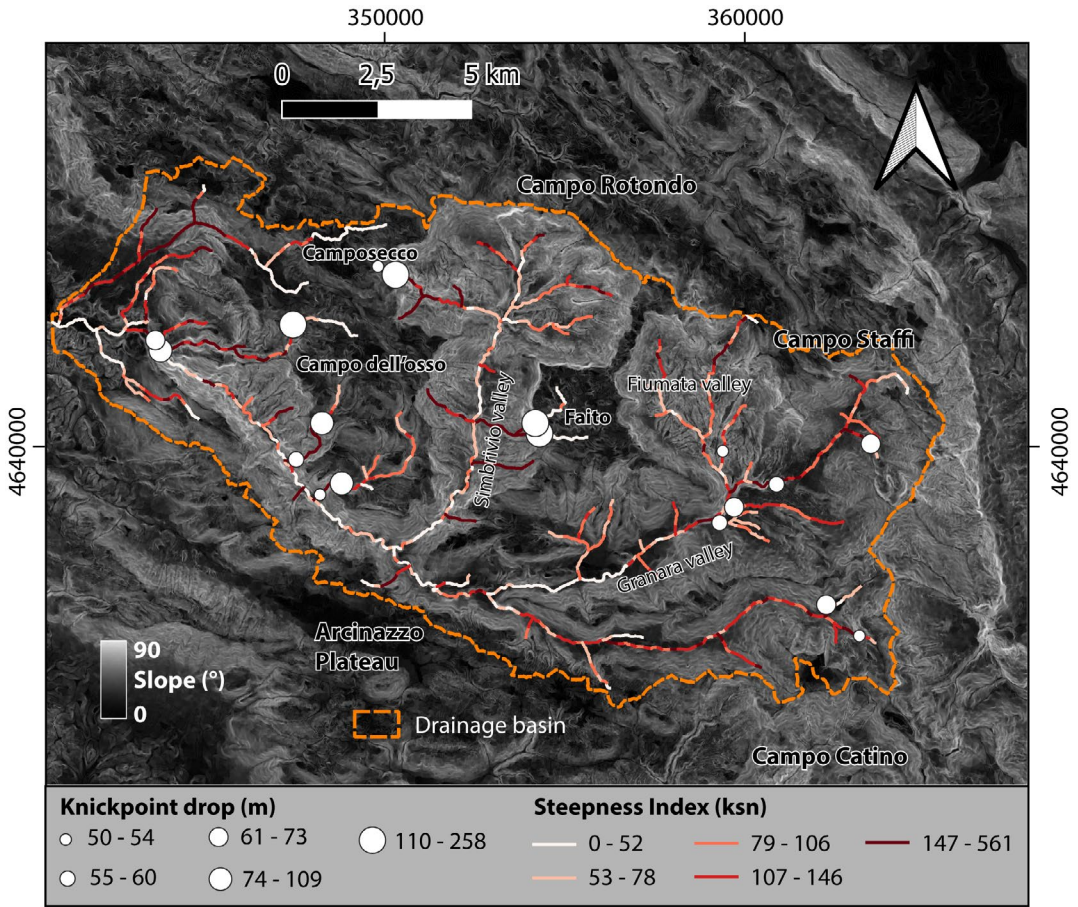 350000
360000
0
2,5
5 km
Campo Rotondo
Camposecco
Campo Staffi
Campo dell'osso
Fiumata valley
Simbrivio valley
Faito
4640000
4640000
Granara valley
Arcinazzo
Plateau
90
Slope (°)
0
Drainage basin
Campo Catino
Knickpoint drop (m)
50 - 54
61 - 73
110 - 258
55 - 60
74 - 109
Steepness Index (ksn)
0 - 52
79 - 106
147 - 561
53 - 78
107 - 146